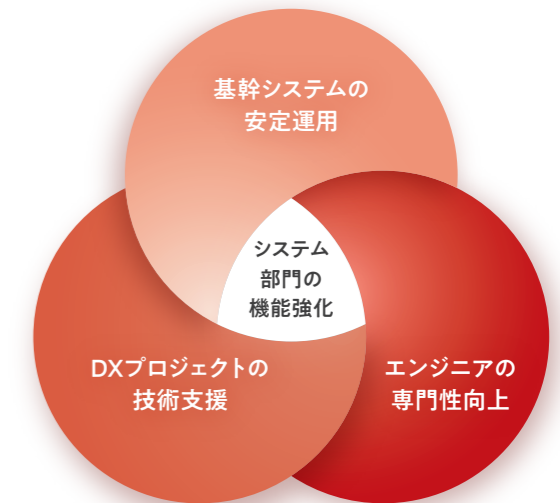 基幹システムの
安定運用
システム
部門の
機能強化
DXプロジェクトの
技術支援
エンジニアの
専門性向上